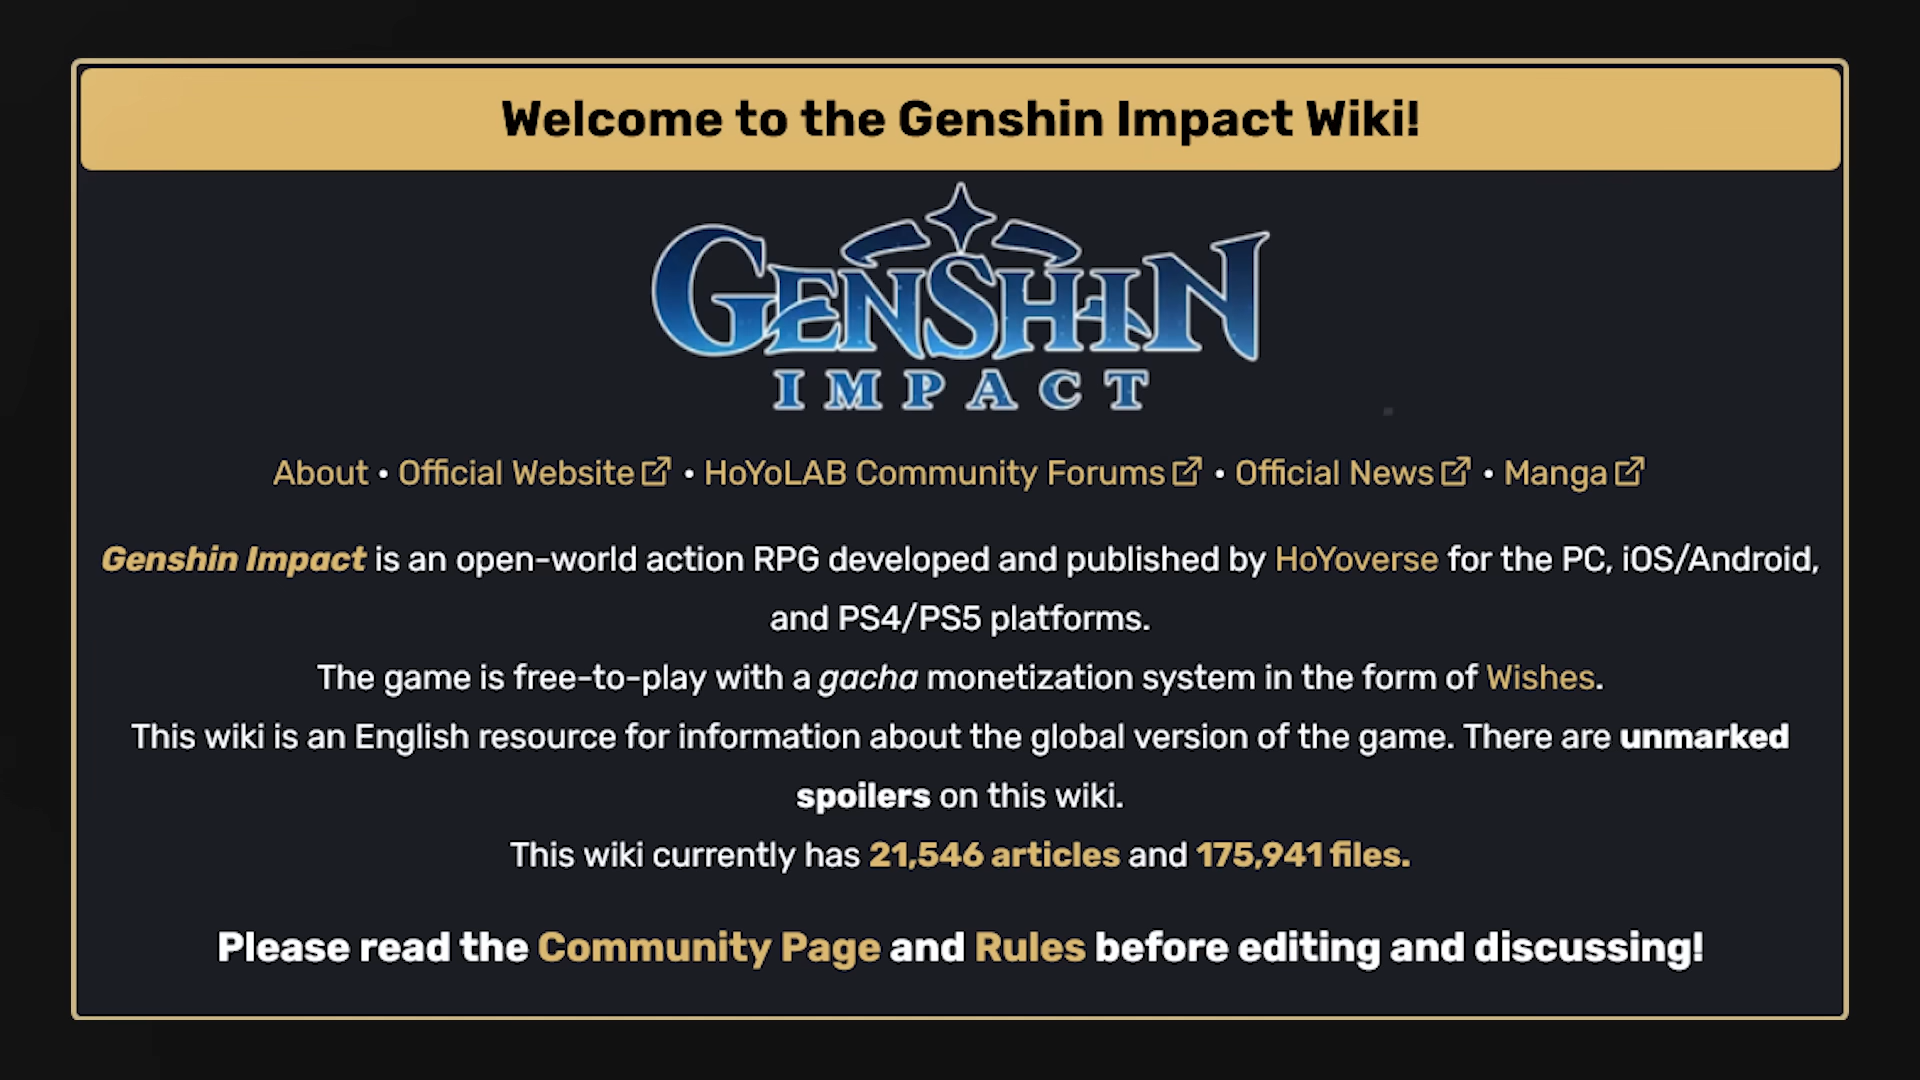 Welcome to the Genshin Impact Wiki!
GENSHIN
IMPACT
About • Official Website • HoYoLAB Community Forums • Official News • Manga
Genshin Impact is an open-world action RPG developed and published by HoYoverse for the PC, iOS/Android,
and PS4/PS5 platforms.
The game is free-to-play with a gacha monetization system in the form of Wishes.
This wiki is an English resource for information about the global version of the game. There are unmarked
spoilers on this wiki.
This wiki currently has 21,546 articles and 175,941 files.
Please read the Community Page and Rules before editing and discussing!